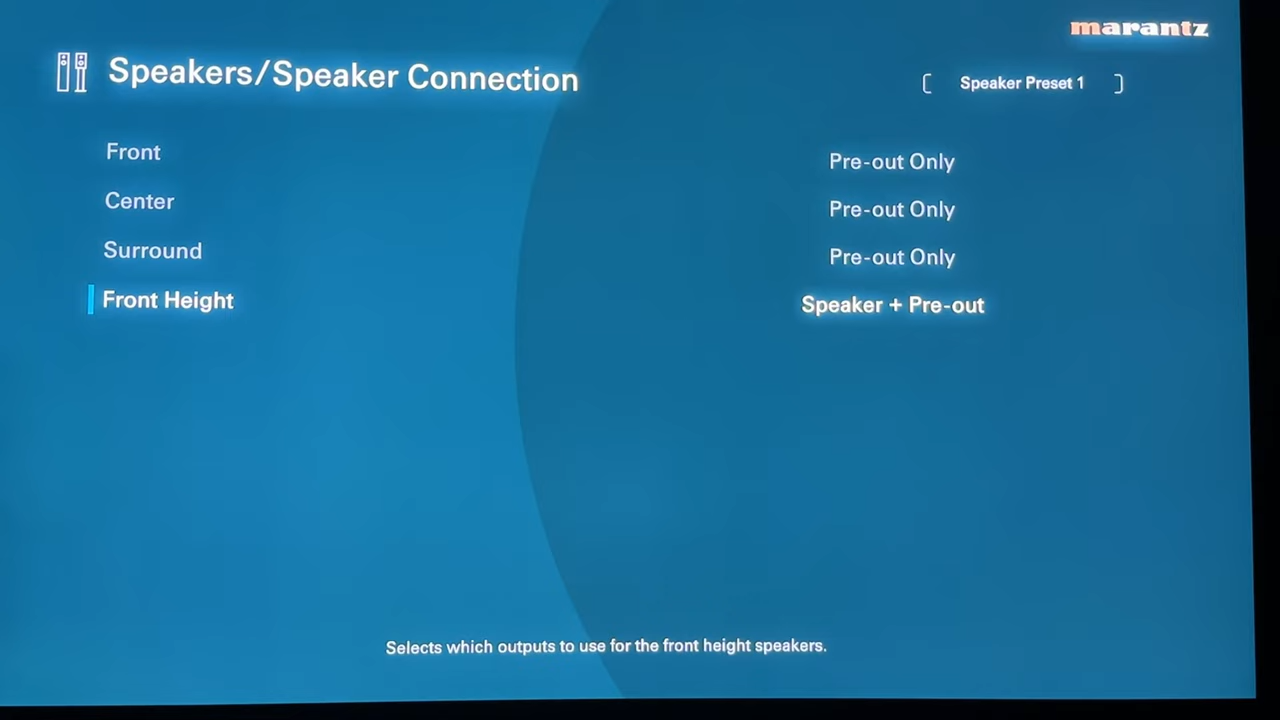 marantz
Speakers/Speaker Connection
[ Speaker Preset 1 ]
Front Pre-out Only
Center Pre-out Only
Surround Pre-out Only
Front Height Speaker + Pre-out
Selects which outputs to use for the front height speakers.